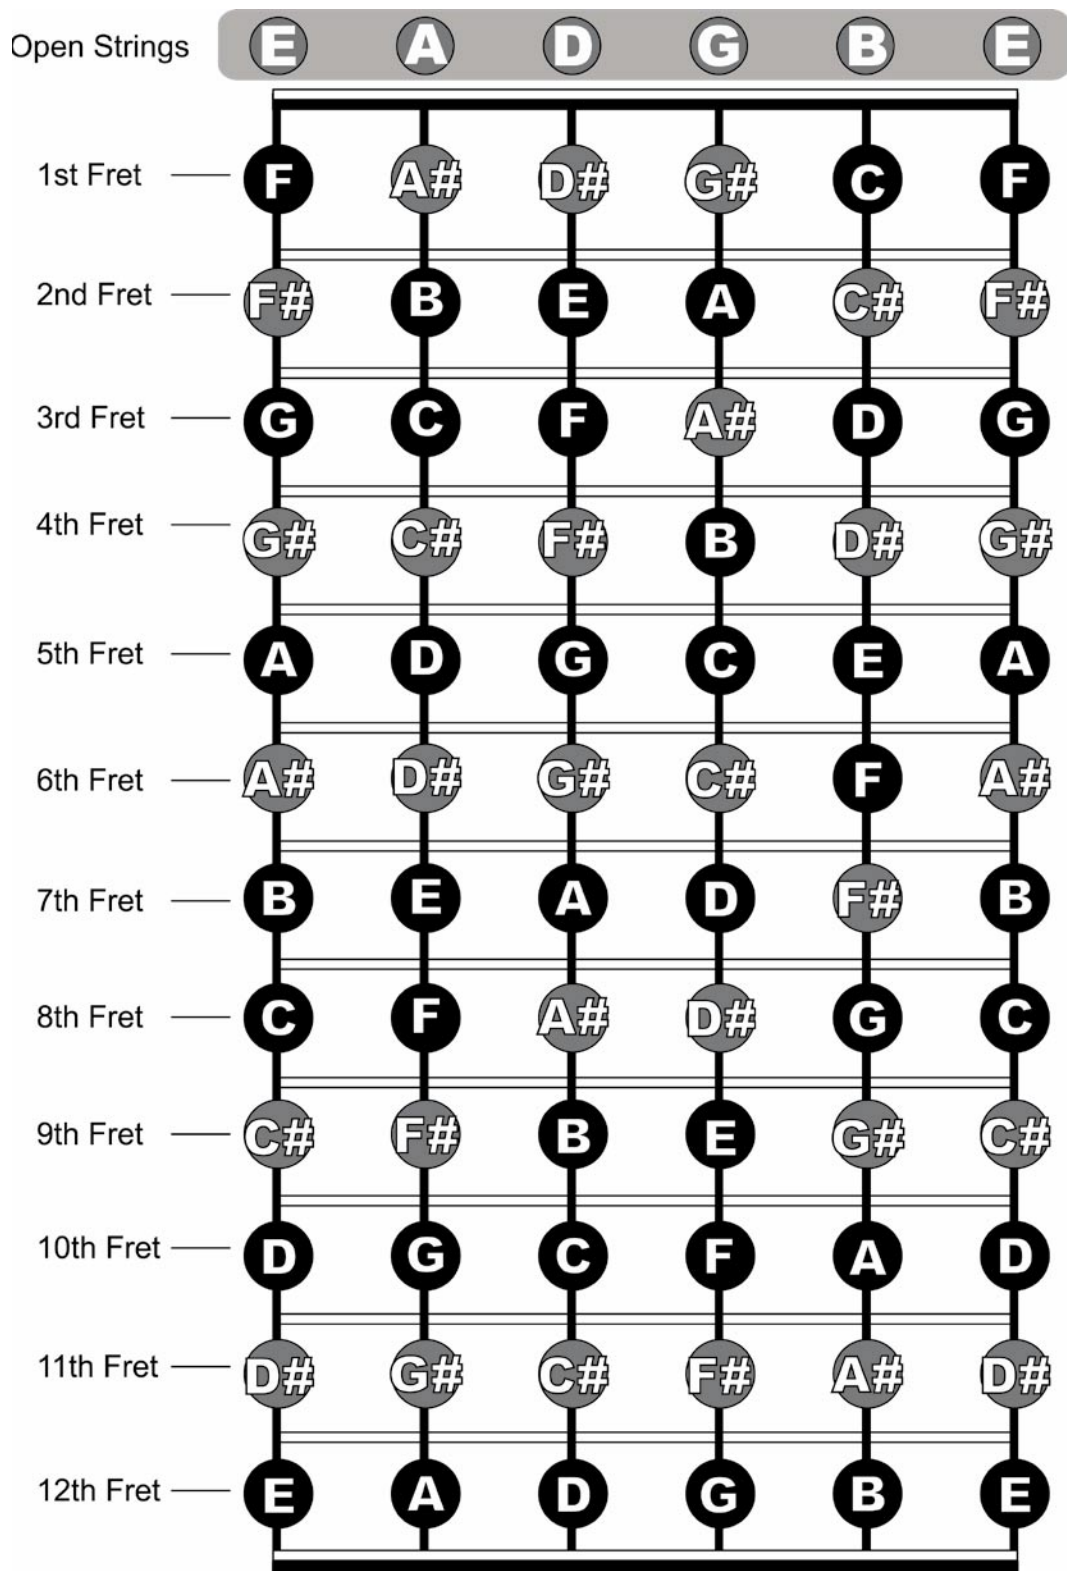 Open Strings E A D G B E
1st Fret F A# D# G# C F
2nd Fret F# B E A C# F#
3rd Fret G C F A# D G
4th Fret G# C# F# B D# G#
5th Fret A D G C E A
6th Fret A# D# G# C# F A#
7th Fret B E A D F# B
8th Fret C F A# D# G C
9th Fret C# F# B E G# C#
10th Fret D G C F A D
11th Fret D# G# C# F# A# D#
12th Fret E A D G B E